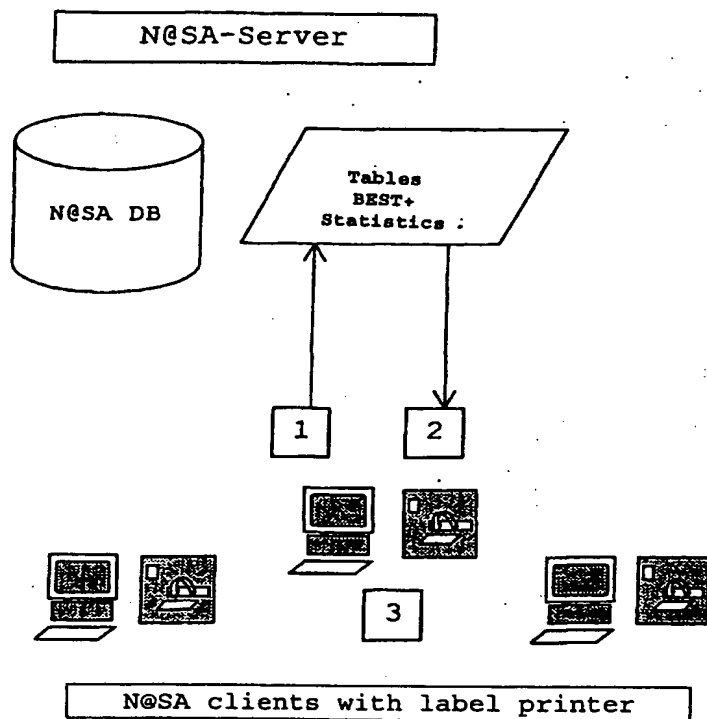 N@SA-Server
N@SA DB
Tables
BEST+
Statistics
1
2
3
N@SA clients with label printer